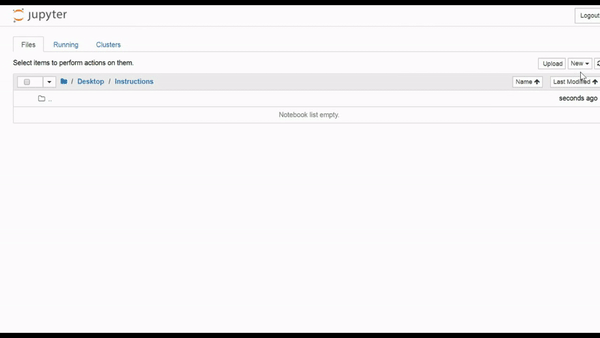 jupyter
Logout
Files Running Clusters
Select items to perform actions on them.
Upload New
/ Desktop / Instructions
Name Last Modified
..
seconds ago
Notebook list empty.